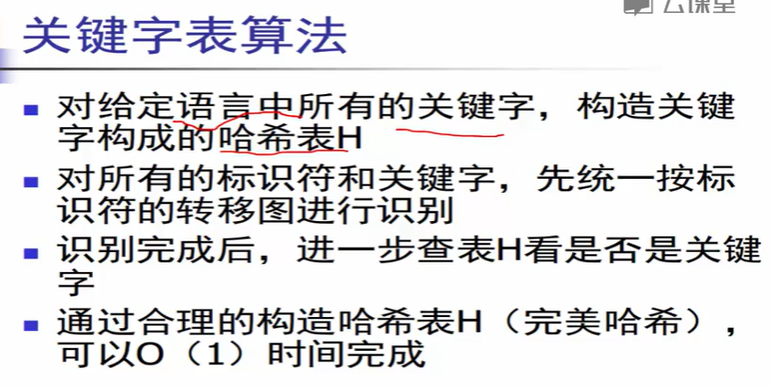 云课堂
关键字表算法
对给定语言中所有的关键字，构造关键
字构成的哈希表H
对所有的标识符和关键字，先统一按标
识符的转移图进行识别
识别完成后，进一步查表H看是否是关键
字
通过合理的构造哈希表H（完美哈希），
可以O（1）时间完成